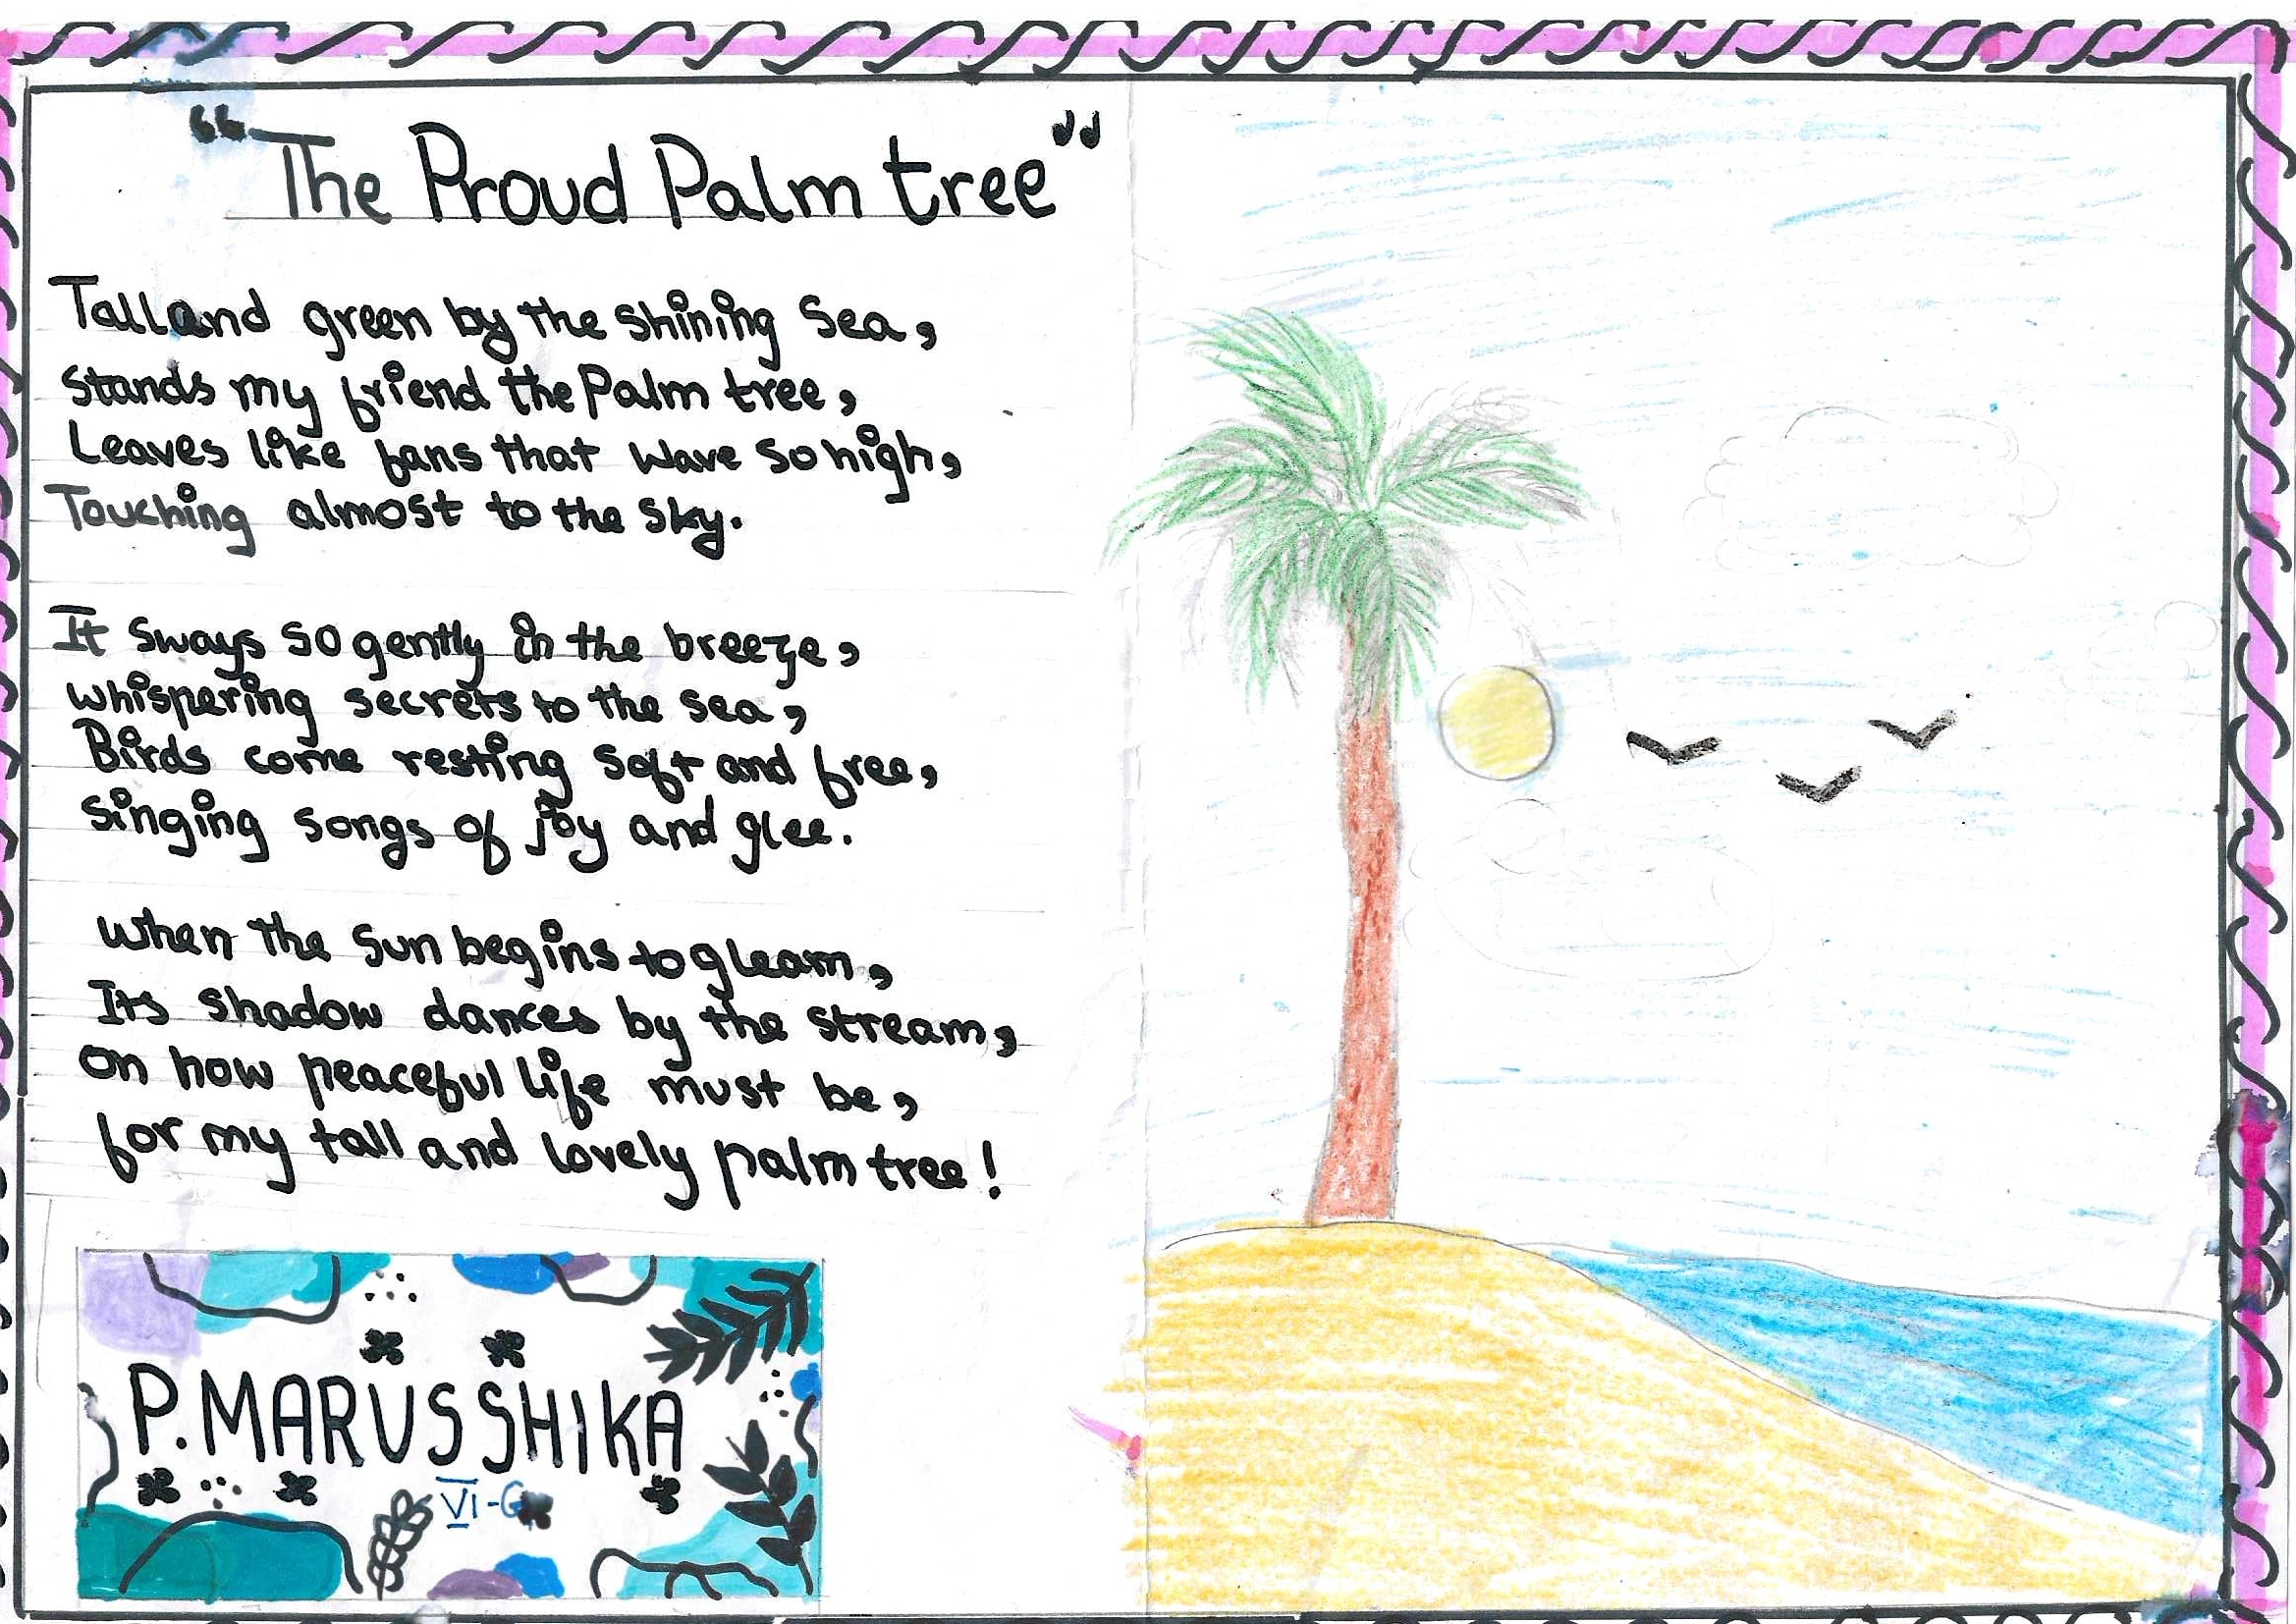 "The Proud Palm tree"
Tall and green by the shining Sea,
Stands my friend the Palm tree,
Leaves like fans that wave so high,
Touching almost to the sky.
It sways so gently in the breeze,
whispering secrets to the sea,
Birds come resting soft and free,
singing songs of joy and glee.
When the Sun begins to gleam,
Its shadow dances by the stream,
On how peaceful life must be,
for my tall and lovely palm tree!
P. MARUSSHIKA
VI-G